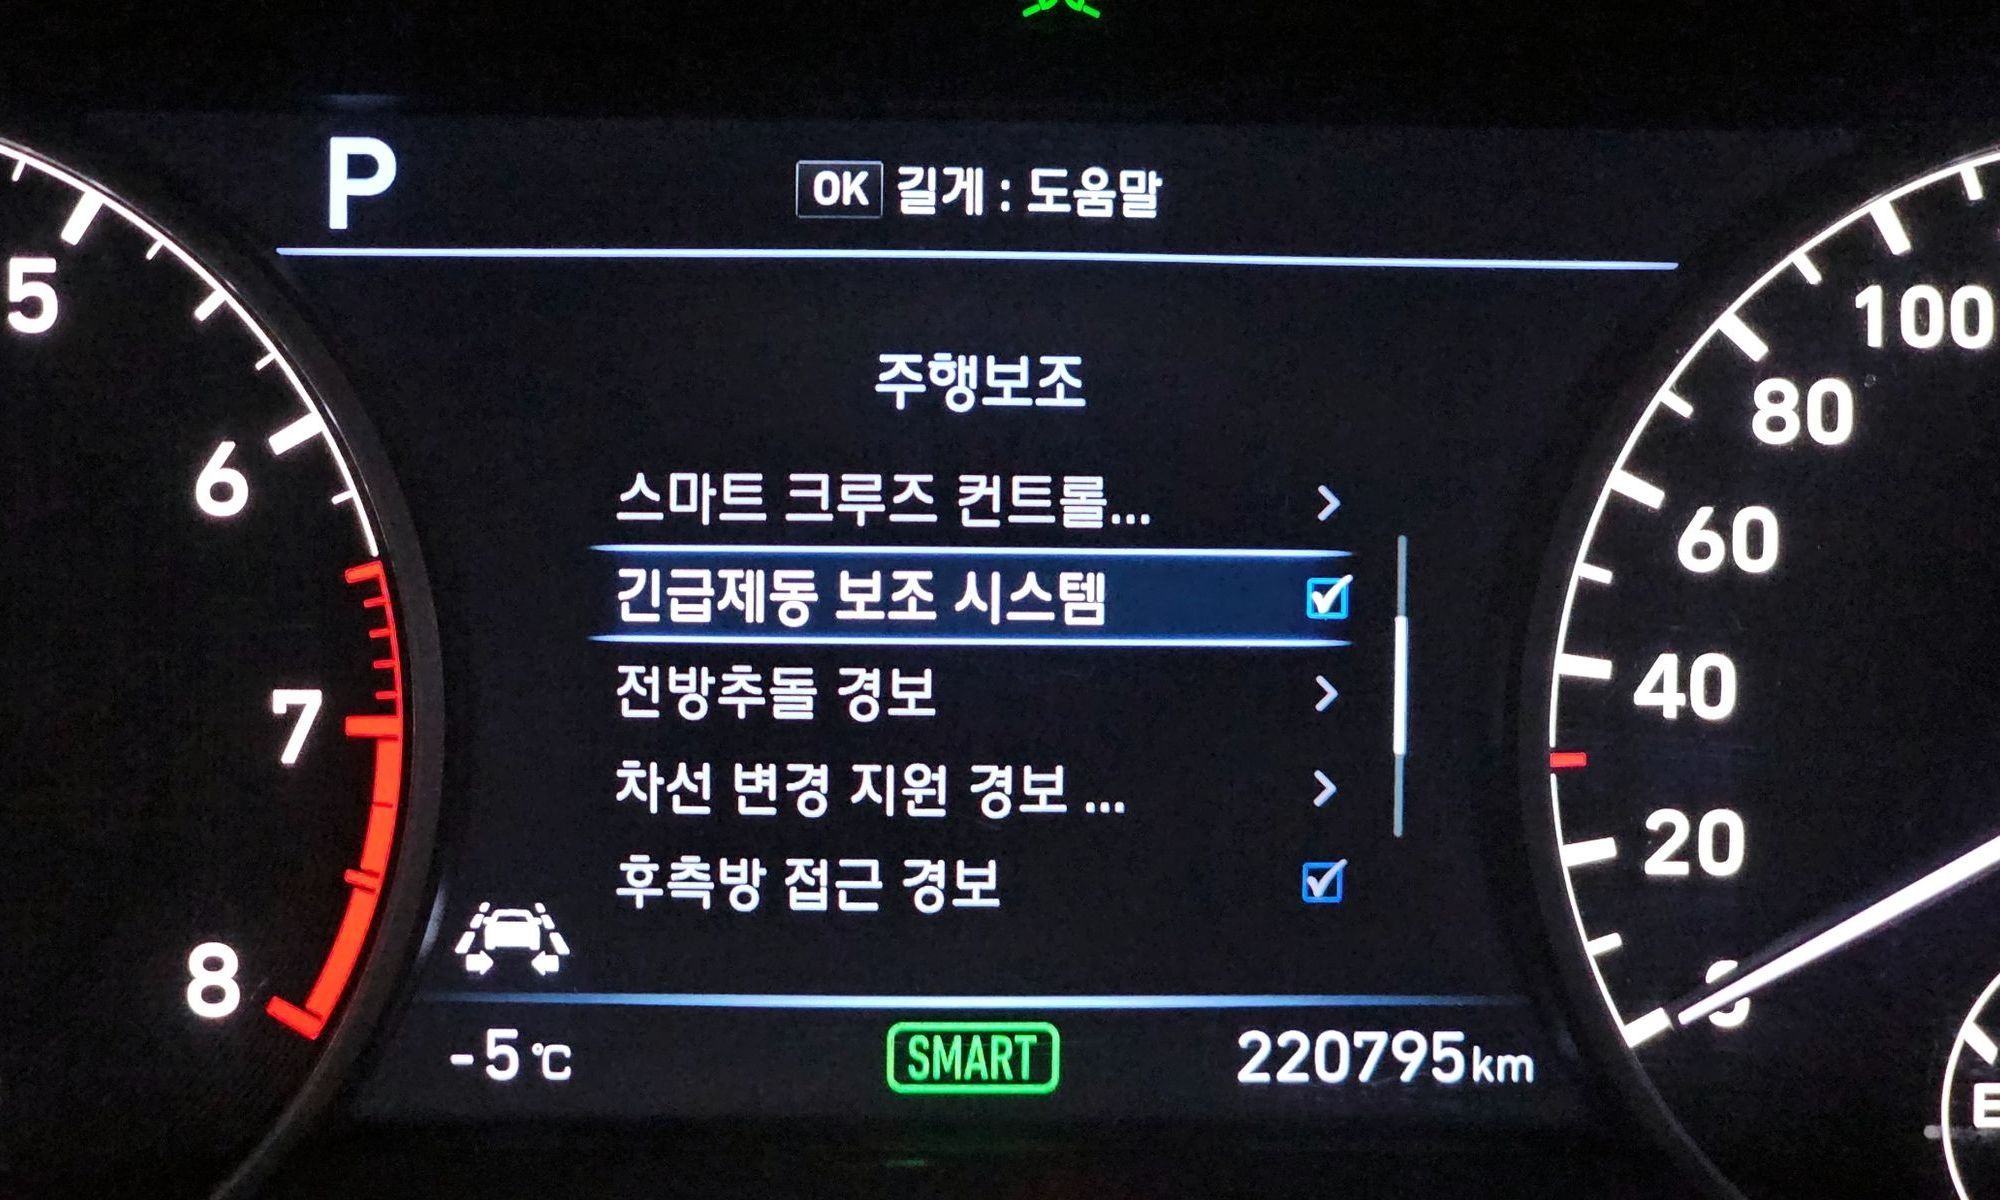 P
OK 길게 : 도움말
주행보조
스마트 크루즈 컨트롤...
긴급제동 보조 시스템
전방추돌 경보
차선 변경 지원 경보 ...
후측방 접근 경보
-5 °C
SMART
220795 km
5
6
7
8
100
80
60
40
20
0
E